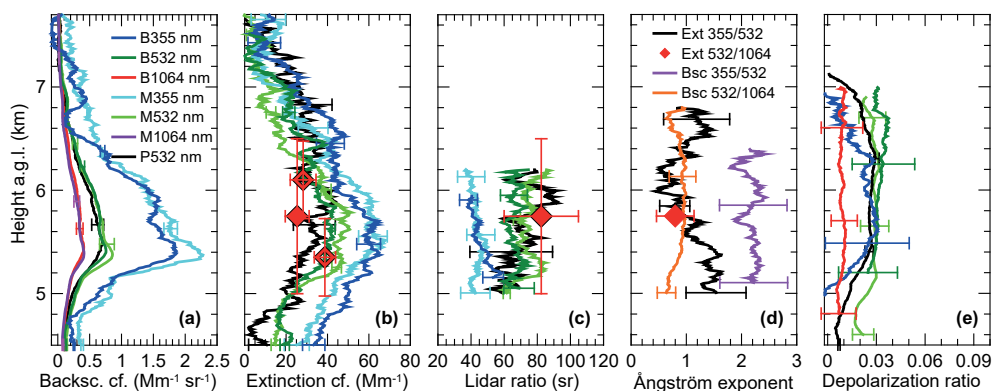 B355 nm
B532 nm
B1064 nm
M355 nm
M532 nm
M1064 nm
P532 nm
Ext 355/532
Ext 532/1064
Bsc 355/532
Bsc 532/1064
Height a.g.l. (km)
7
6
5
(a)
(b)
(c)
(d)
(e)
0 0.5 1 1.5 2 2.5
0 20 40 60 80
20 60 100 140
0 1 2 3
0 0.03 0.06 0.09
Backsc. cf. (Mm⁻¹ sr⁻¹)
Extinction cf. (Mm⁻¹)
Lidar ratio (sr)
Ångström exponent
Depolarization ratio